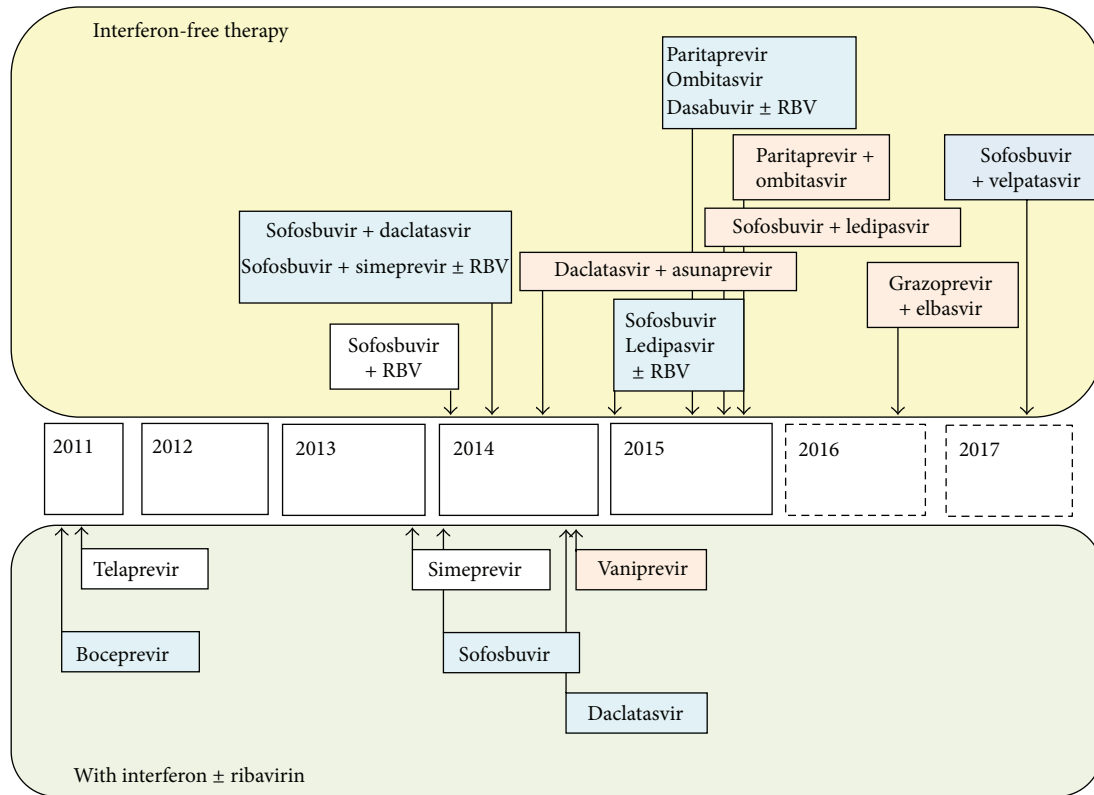 Interferon-free therapy
Paritaprevir
Ombitasvir
Dasabuvir ± RBV
Paritaprevir +
ombitasvir
Sofosbuvir
+ velpatasvir
Sofosbuvir + daclatasvir
Sofosbuvir + simeprevir ± RBV
Sofosbuvir + ledipasvir
Daclatasvir + asunaprevir
Grazoprevir
+ elbasvir
Sofosbuvir
+ RBV
Sofosbuvir
Ledipasvir
± RBV
2011
2012
2013
2014
2015
2016
2017
Telaprevir
Simeprevir
Vaniprevir
Boceprevir
Sofosbuvir
Daclatasvir
With interferon ± ribavirin